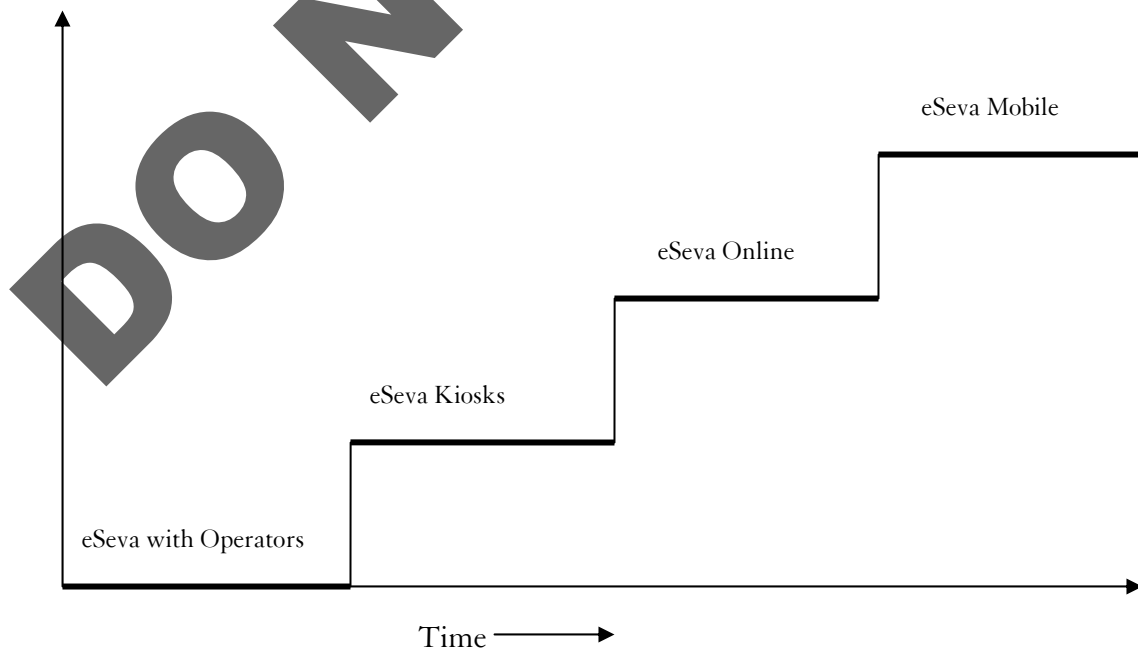 DO N
eSeva Mobile
eSeva Online
eSeva Kiosks
eSeva with Operators
Time